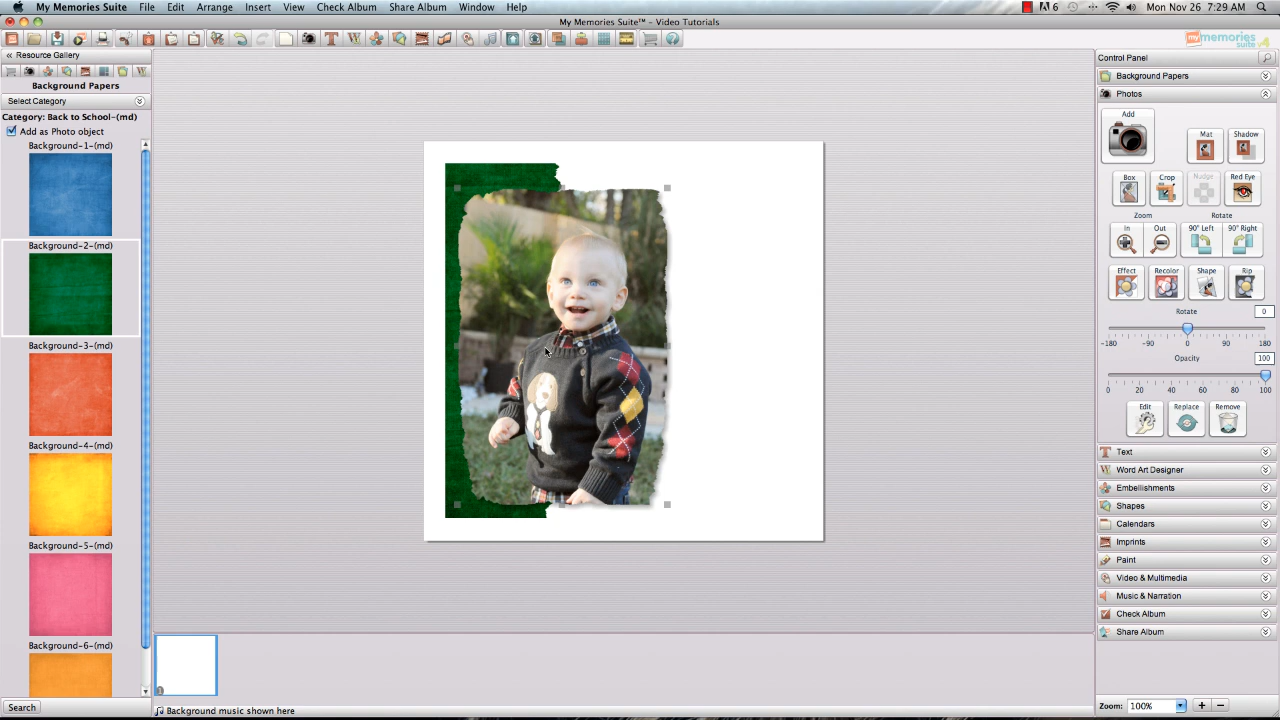 My Memories Suite File Edit Arrange Insert View Check Album Share Album Window Help
6 Mon Nov 26 7:29 AM
My Memories Suite™ - Video Tutorials
my memories suite v4
« Resource Gallery
Background Papers
Select Category
Category: Back to School-(md)
Add as Photo object
Background-1-(md)
Background-2-(md)
Background-3-(md)
Background-4-(md)
Background-5-(md)
Background-6-(md)
Search
1
Background music shown here
Control Panel
Background Papers
Photos
Add
Mat Shadow
Box Crop Nudge Red Eye
Zoom Rotate
In Out 90° Left 90° Right
Effect Recolor Shape Rip
Rotate 0
-180 -90 0 90 180
Opacity 100
0 20 40 60 80 100
Edit Replace Remove
Text
Word Art Designer
Embellishments
Shapes
Calendars
Imprints
Paint
Video & Multimedia
Music & Narration
Check Album
Share Album
Zoom: 100% + −